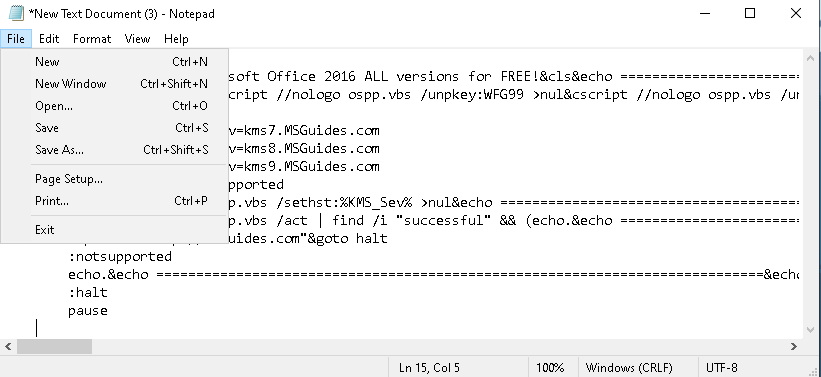 *New Text Document (3) - Notepad
File Edit Format View Help
New Ctrl+N
New Window Ctrl+Shift+N
Open... Ctrl+O
Save Ctrl+S
Save As... Ctrl+Shift+S
Page Setup...
Print... Ctrl+P
Exit
soft Office 2016 ALL versions for FREE!&cls&echo =======================
cript //nologo ospp.vbs /unpkey:WFG99 >nul&cscript //nologo ospp.vbs /un
v=kms7.MSGuides.com
v=kms8.MSGuides.com
v=kms9.MSGuides.com
pported
p.vbs /sethst:%KMS_Sev% >nul&echo ======================================
p.vbs /act | find /i "successful" && (echo.&echo =======================
guides.com"&goto halt
:notsupported
echo.&echo ============================================================================&echo
:halt
pause
Ln 15, Col 5 100% Windows (CRLF) UTF-8